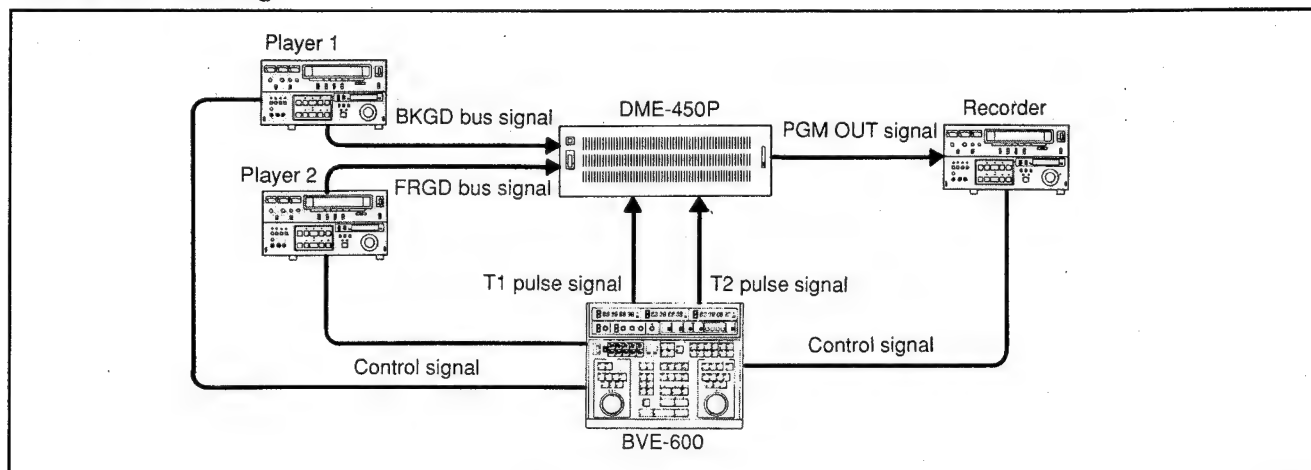 Player 1
DME-450P
Recorder
BKGD bus signal
PGM OUT signal
Player 2
FRGD bus signal
T1 pulse signal
T2 pulse signal
Control signal
Control signal
BVE-600